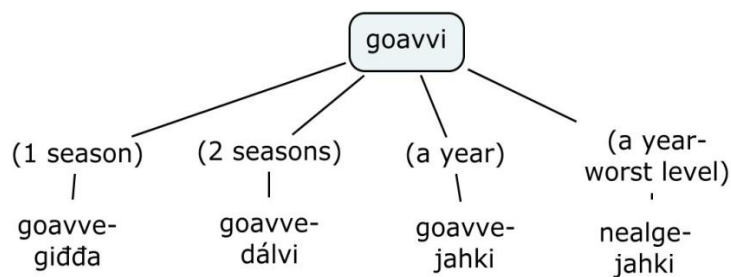 goavvi
(1 season)
(2 seasons)
(a year)
(a year-
worst level)
goavve-
giđđa
goavve-
dálvi
goavve-
jahki
nealge-
jahki